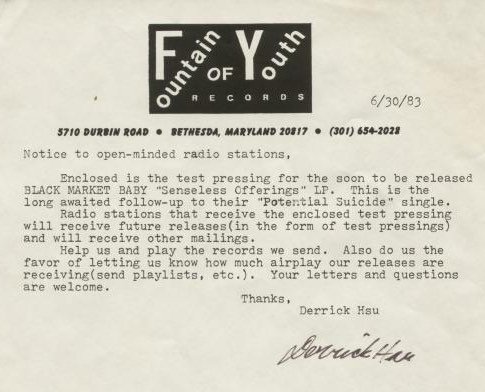 Fountain OF Youth
RECORDS
6/30/83
5710 DURBIN ROAD • BETHESDA, MARYLAND 20817 • (301) 654-2028
Notice to open-minded radio stations,
Enclosed is the test pressing for the soon to be released
BLACK MARKET BABY "Senseless Offerings" LP. This is the
long awaited follow-up to their "Potential Suicide" single.
Radio stations that receive the enclosed test pressing
will receive future releases(in the form of test pressings)
and will receive other mailings.
Help us and play the records we send. Also do us the
favor of letting us know how much airplay our releases are
receiving(send playlists, etc.). Your letters and questions
are welcome.
Thanks,
Derrick Hsu
Derrick Hsu